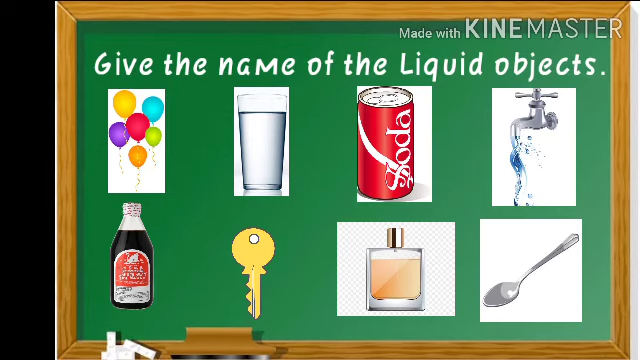 Made with KINEMASTER
Give the name of the Liquid objects.
Soda